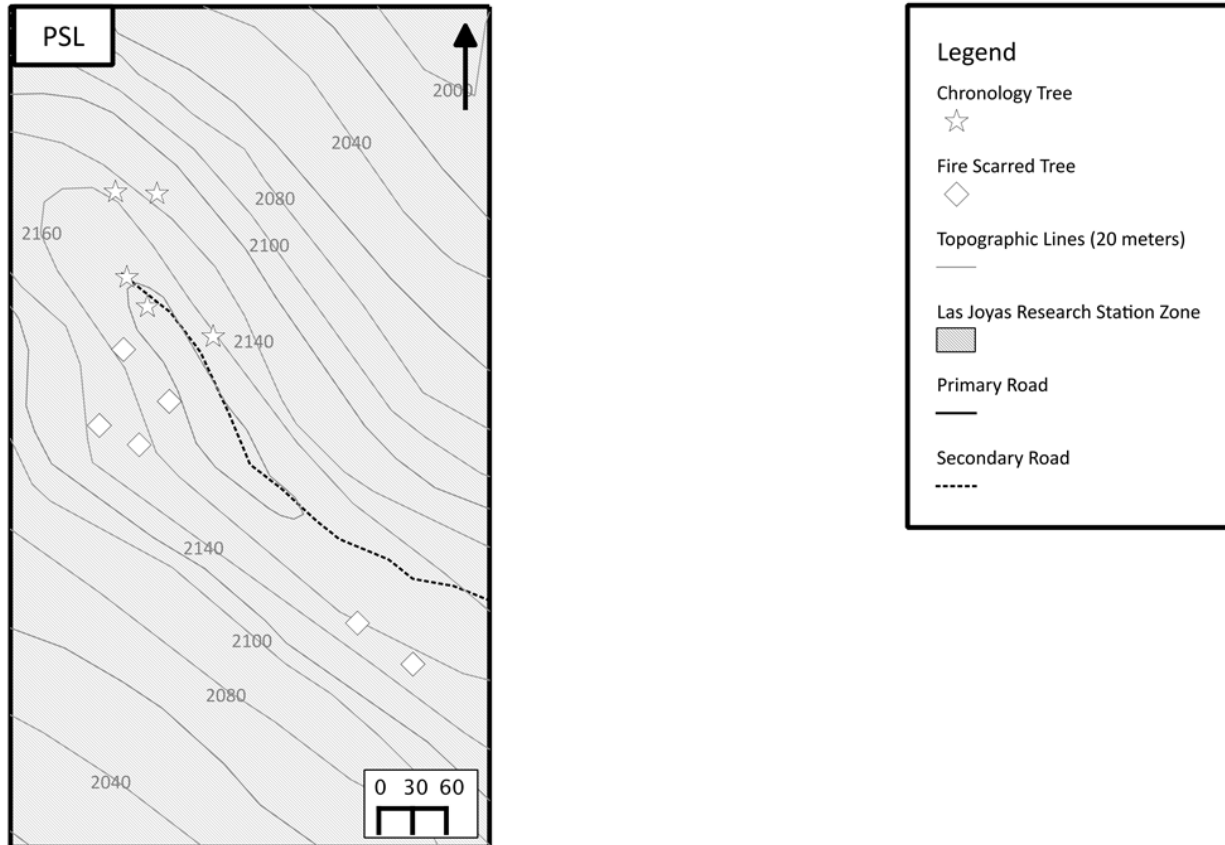 PSL
2000
2040
2080
2100
2160
2140
2140
2100
2080
2040
0 30 60
Legend
Chronology Tree
Fire Scarred Tree
Topographic Lines (20 meters)
Las Joyas Research Station Zone
Primary Road
Secondary Road